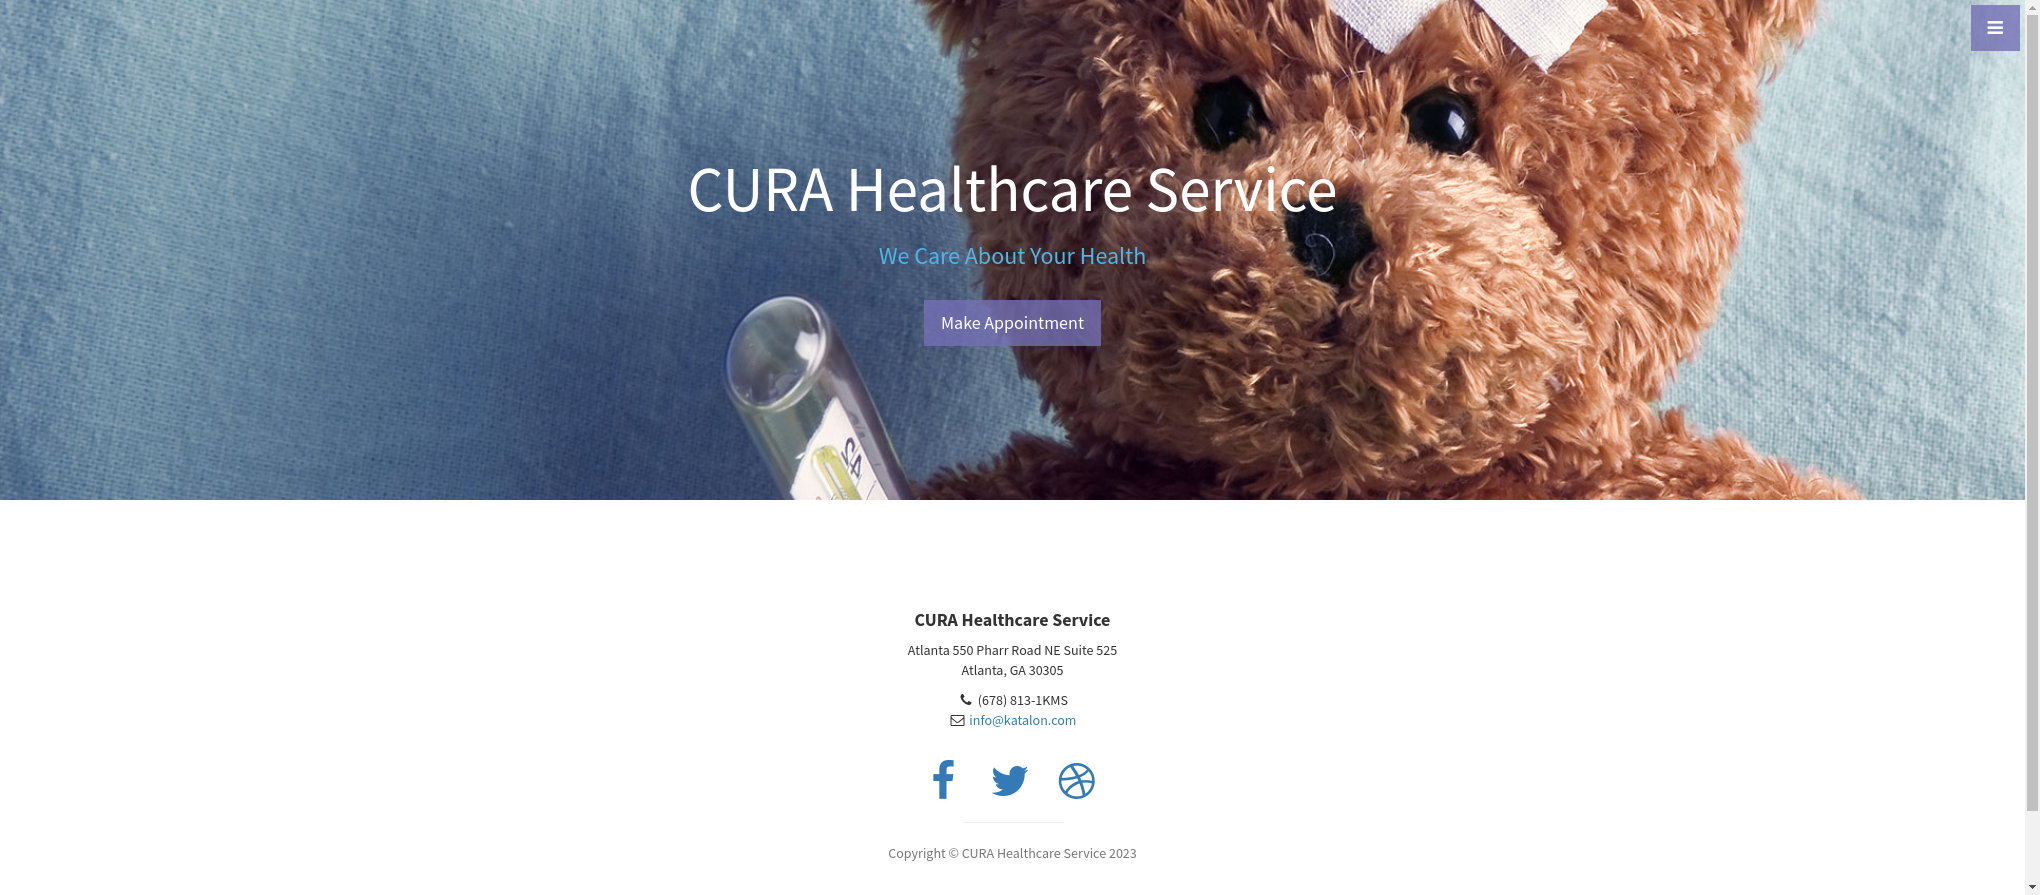 CURA Healthcare Service
We Care About Your Health
Make Appointment
CURA Healthcare Service
Atlanta 550 Pharr Road NE Suite 525
Atlanta, GA 30305
(678) 813-1KMS
info@katalon.com
Copyright © CURA Healthcare Service 2023